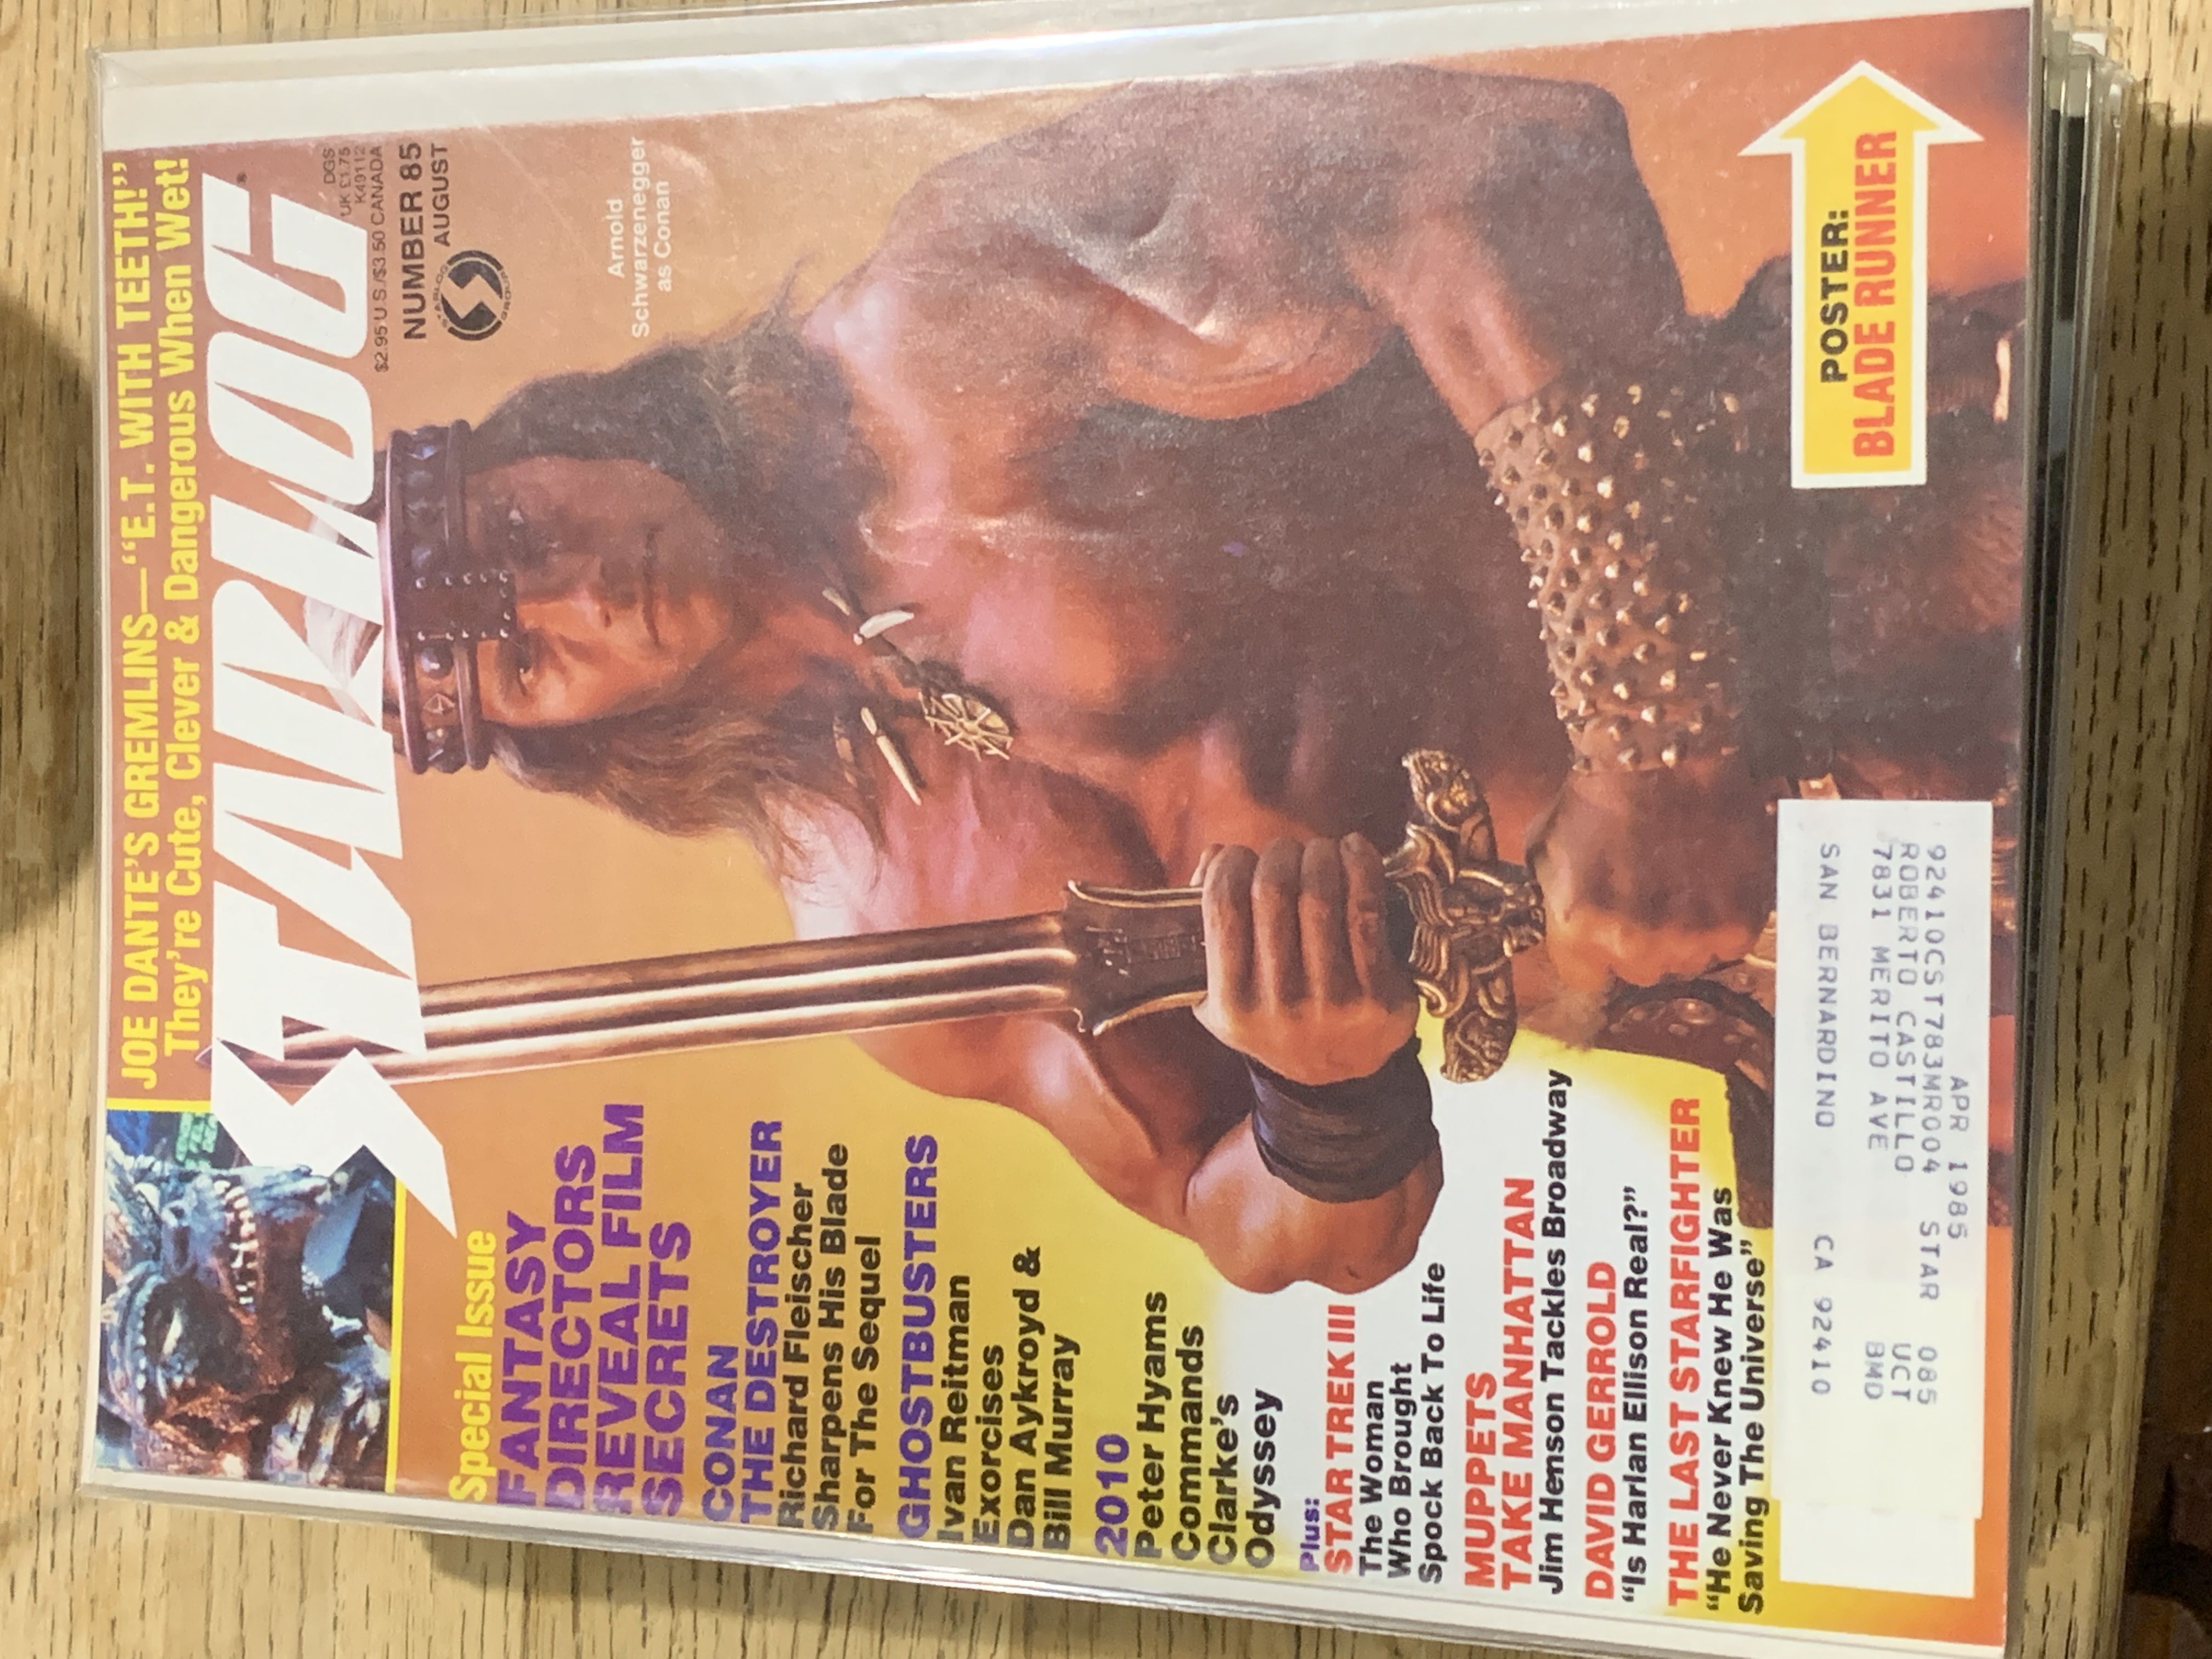 JOE DANTE'S GREMLINS—"E.T. WITH TEETH!"
They're Cute, Clever & Dangerous When Wet!
STARLOG®
DGS
UK £1.75
K49112
$2.95 U.S./$3.50 CANADA
NUMBER 85
AUGUST
STARLOG
GROUP
Arnold
Schwarzenegger
as Conan
Special Issue
FANTASY
DIRECTORS
REVEAL FILM
SECRETS
CONAN
THE DESTROYER
Richard Fleischer
Sharpens His Blade
For The Sequel
GHOSTBUSTERS
Ivan Reitman
Exorcises
Dan Aykroyd &
Bill Murray
2010
Peter Hyams
Commands
Clarke's
Odyssey
Plus:
STAR TREK III
The Woman
Who Brought
Spock Back To Life
MUPPETS
TAKE MANHATTAN
Jim Henson Tackles Broadway
DAVID GERROLD
"Is Harlan Ellison Real?"
THE LAST STARFIGHTER
"He Never Knew He Was
Saving The Universe"
POSTER:
BLADE RUNNER
APR 1985
92410CST783MR004 STAR 085
ROBERTO CASTILLO UCT
7831 MERITO AVE BMD
SAN BERNARDINO CA 92410